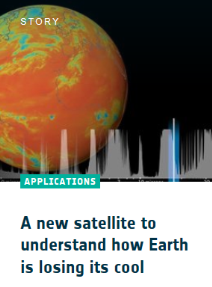 STORY
APPLICATIONS
A new satellite to
understand how Earth
is losing its cool